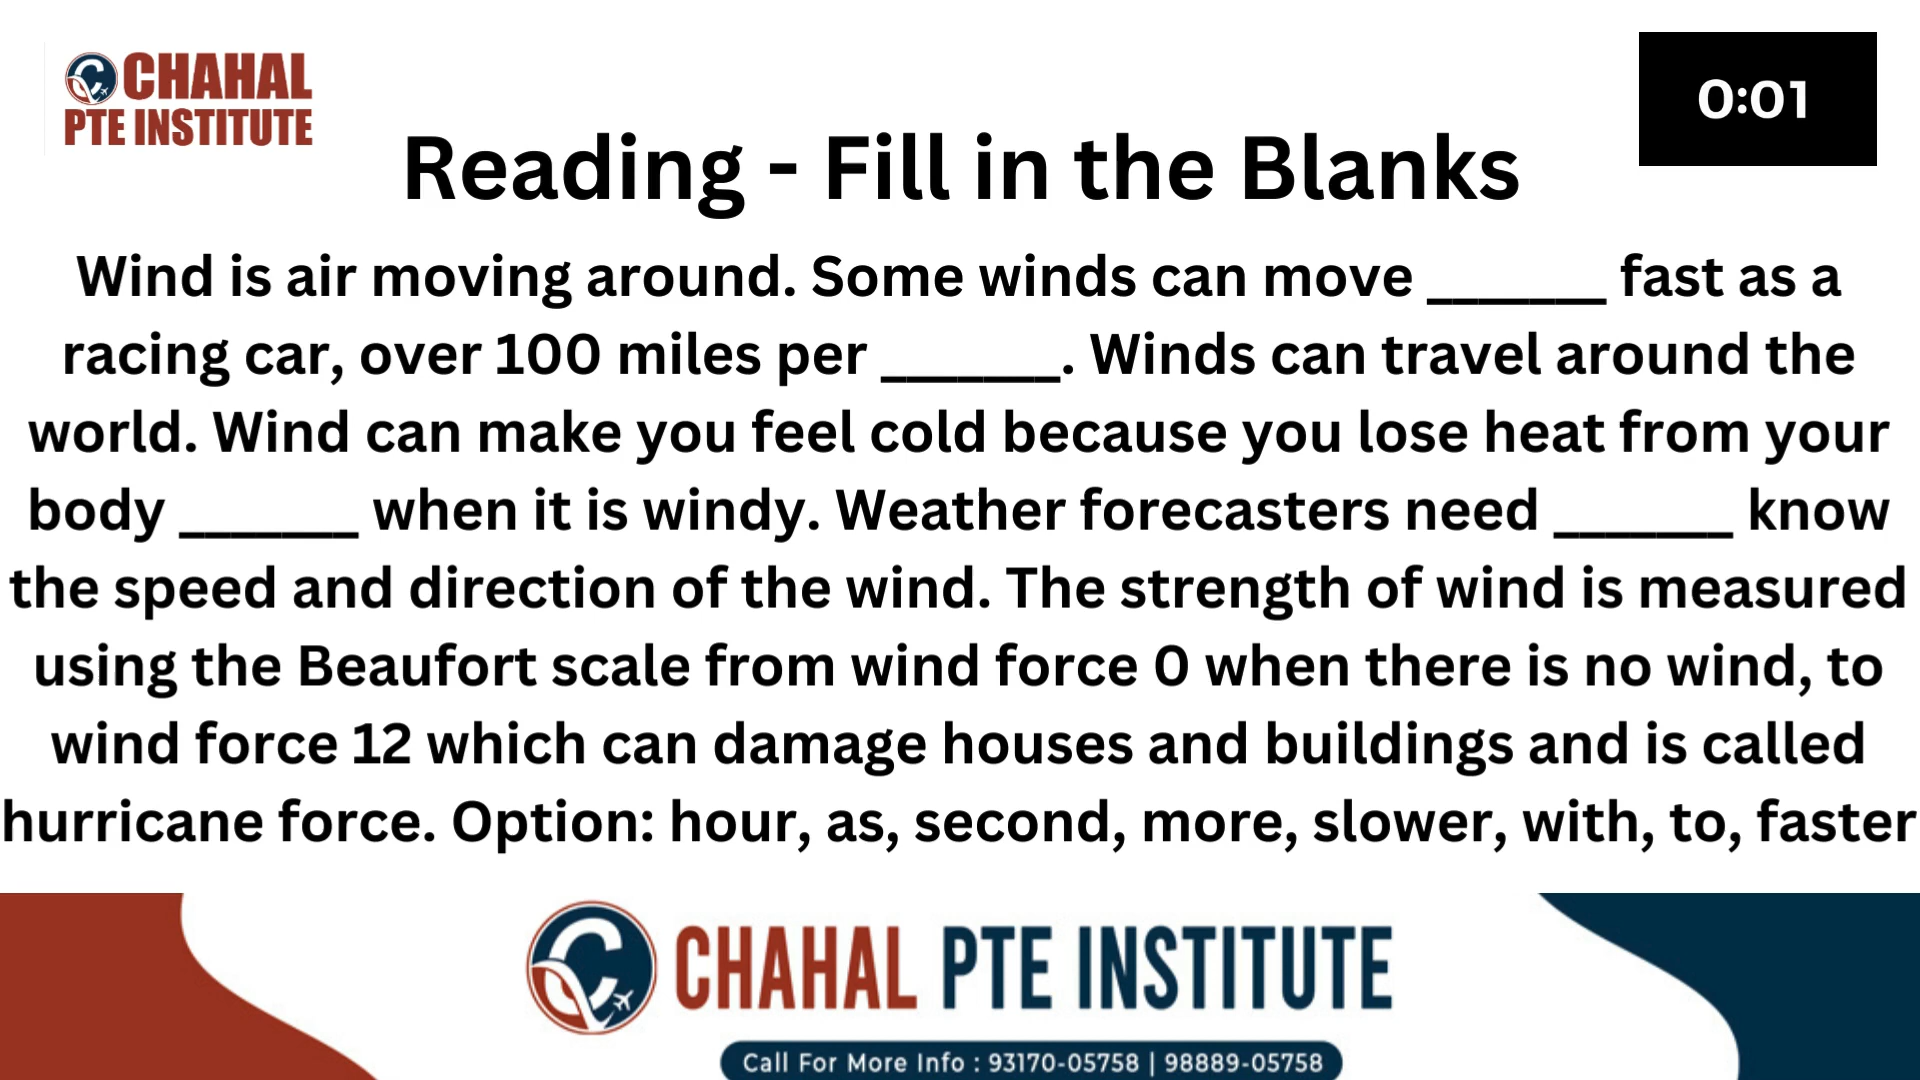 CHAHAL
PTE INSTITUTE
0:01
Reading - Fill in the Blanks
Wind is air moving around. Some winds can move _______ fast as a
racing car, over 100 miles per _______. Winds can travel around the
world. Wind can make you feel cold because you lose heat from your
body _______ when it is windy. Weather forecasters need _______ know
the speed and direction of the wind. The strength of wind is measured
using the Beaufort scale from wind force 0 when there is no wind, to
wind force 12 which can damage houses and buildings and is called
hurricane force. Option: hour, as, second, more, slower, with, to, faster
CHAHAL PTE INSTITUTE
Call For More Info : 93170-05758 | 98889-05758